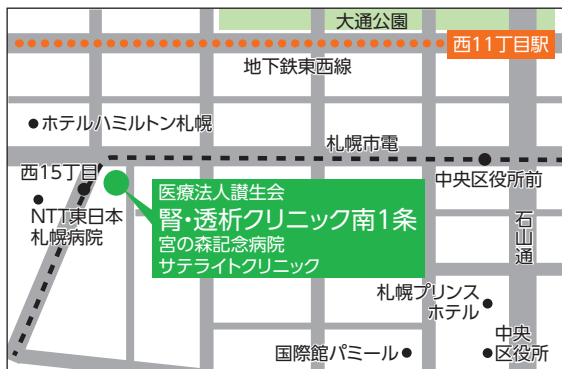 大通公園
西11丁目駅
地下鉄東西線
ホテルハミルトン札幌
札幌市電
西15丁目
中央区役所前
NTT東日本
札幌病院
医療法人讃生会
腎・透析クリニック南1条
宮の森記念病院
サテライトクリニック
石山通
札幌プリンス
ホテル
国際館パミール
中央
区役所